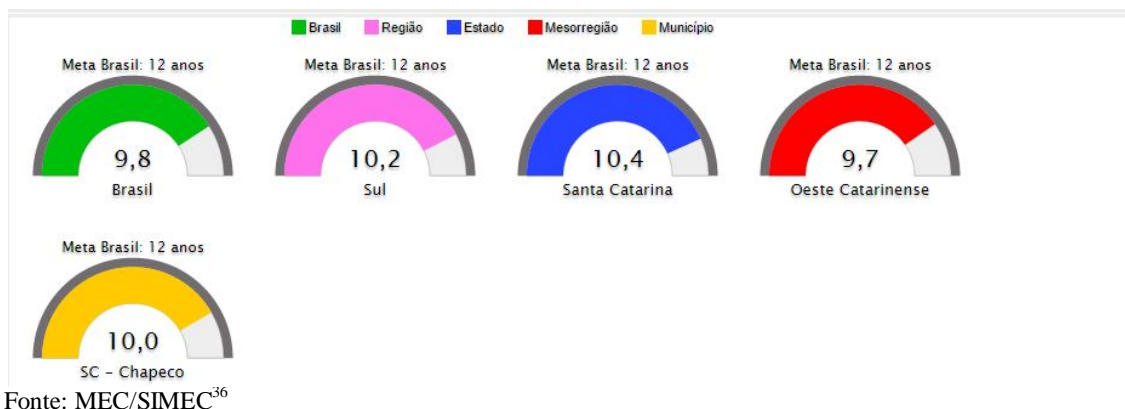 Brasil Região Estado Mesorregião Município
Meta Brasil: 12 anos Meta Brasil: 12 anos Meta Brasil: 12 anos Meta Brasil: 12 anos
9,8 10,2 10,4 9,7
Brasil Sul Santa Catarina Oeste Catarinense
Meta Brasil: 12 anos
10,0
SC - Chapeco
Fonte: MEC/SIMEC³⁶